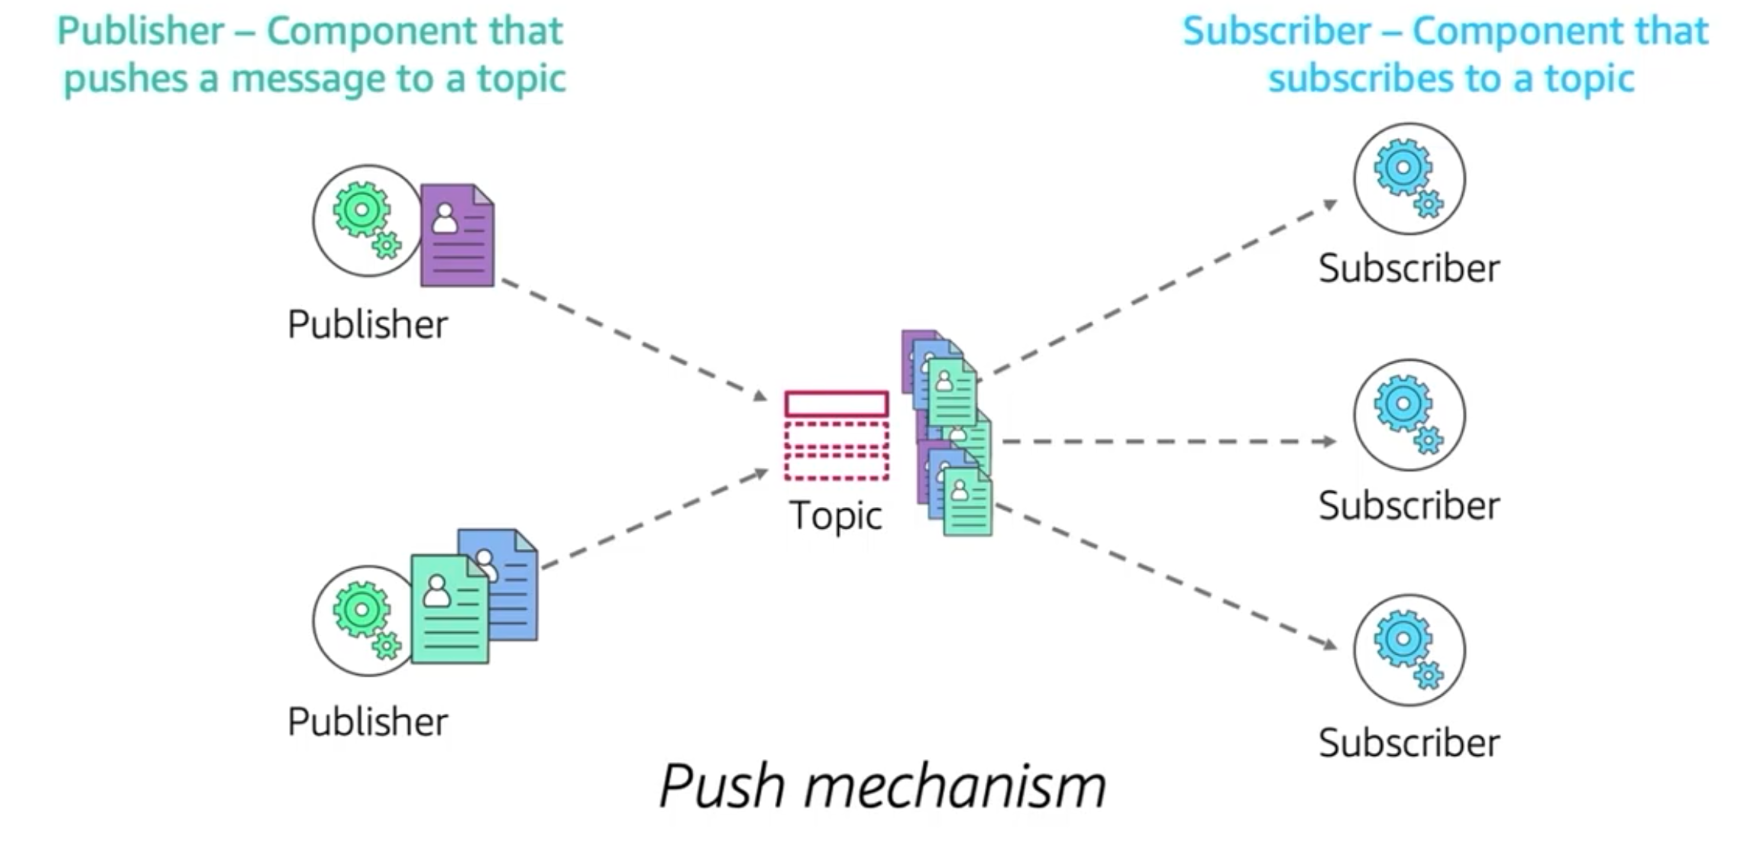 Publisher – Component that
pushes a message to a topic
Subscriber – Component that
subscribes to a topic
Publisher
Publisher
Topic
Subscriber
Subscriber
Subscriber
Push mechanism